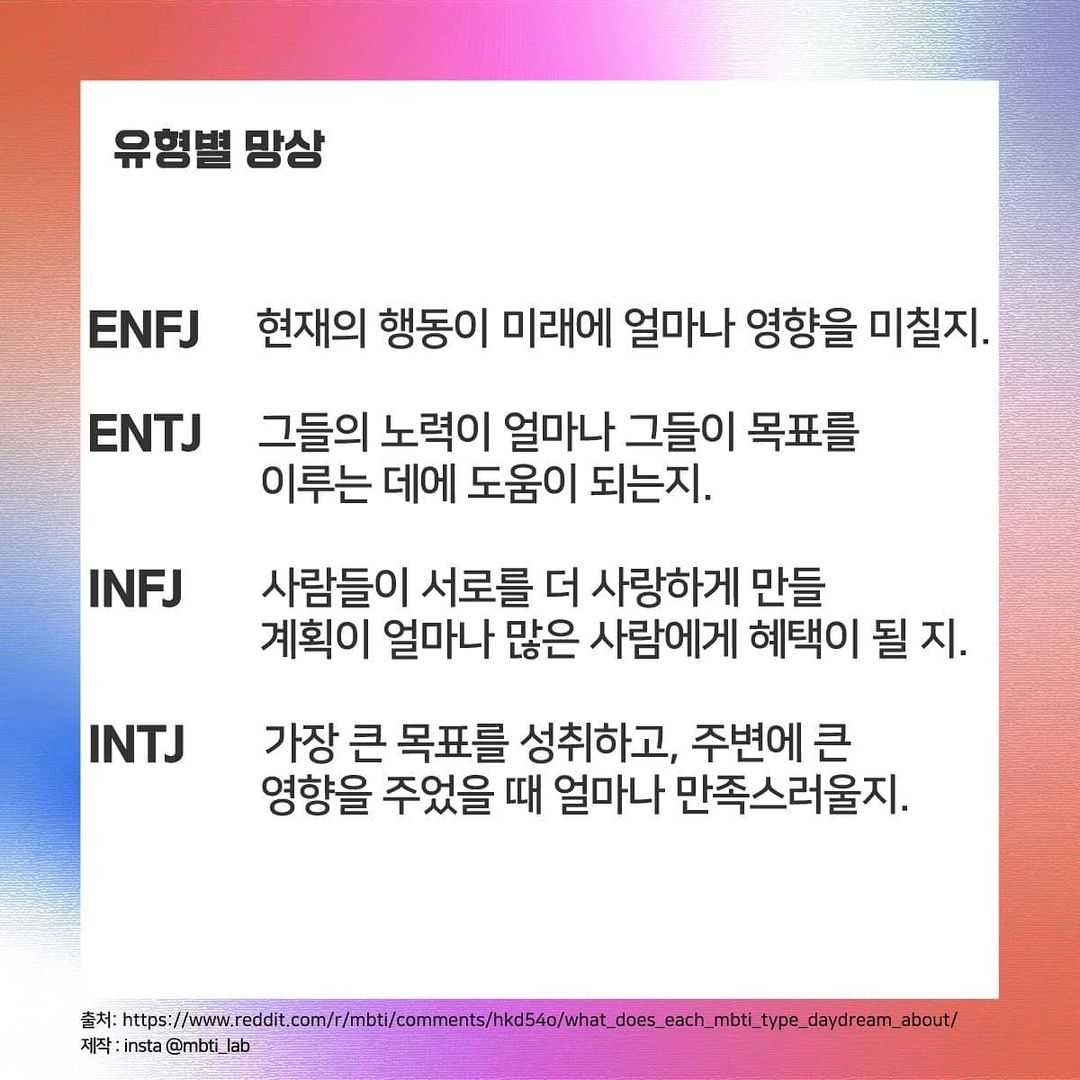 유형별 망상
ENFJ 현재의 행동이 미래에 얼마나 영향을 미칠지.
ENTJ 그들의 노력이 얼마나 그들이 목표를
이루는 데에 도움이 되는지.
INFJ 사람들이 서로를 더 사랑하게 만들
계획이 얼마나 많은 사람에게 혜택이 될 지.
INTJ 가장 큰 목표를 성취하고, 주변에 큰
영향을 주었을 때 얼마나 만족스러울지.
출처: https://www.reddit.com/r/mbti/comments/hkd54o/what_does_each_mbti_type_daydream_about/
제작 : insta @mbti_lab